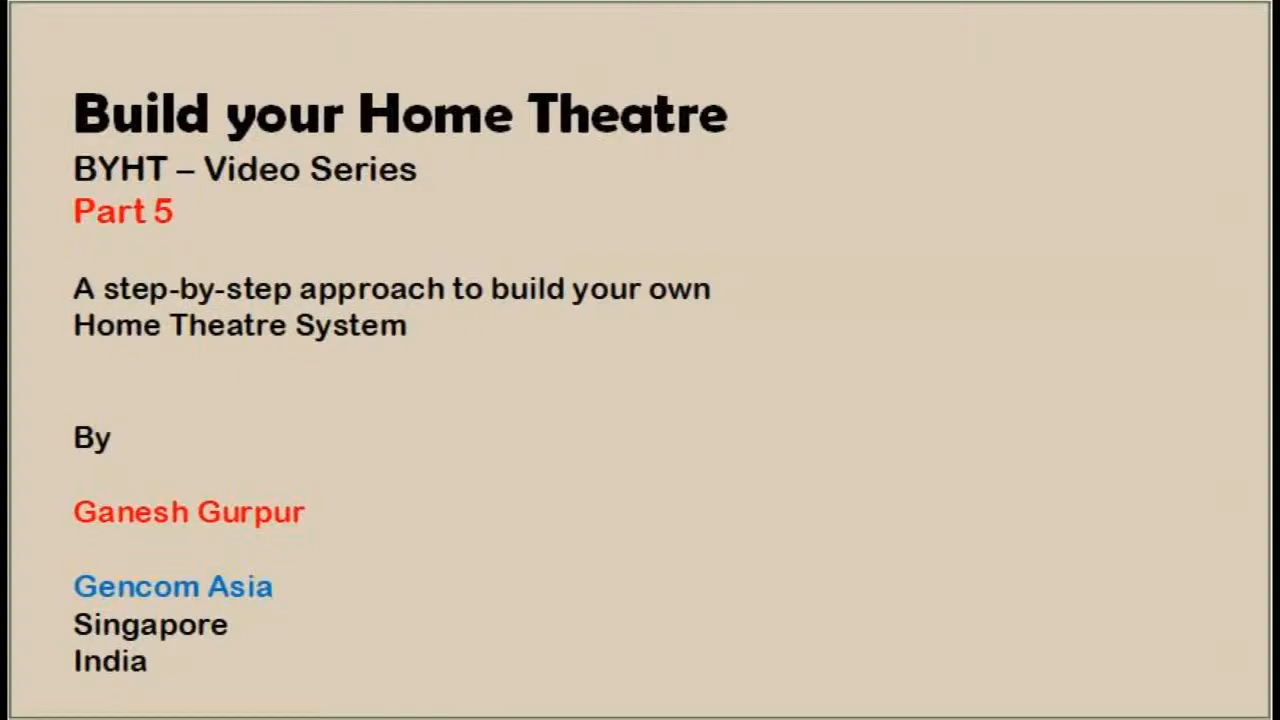 Build your Home Theatre
BYHT – Video Series
Part 5
A step-by-step approach to build your own
Home Theatre System
By
Ganesh Gurpur
Gencom Asia
Singapore
India